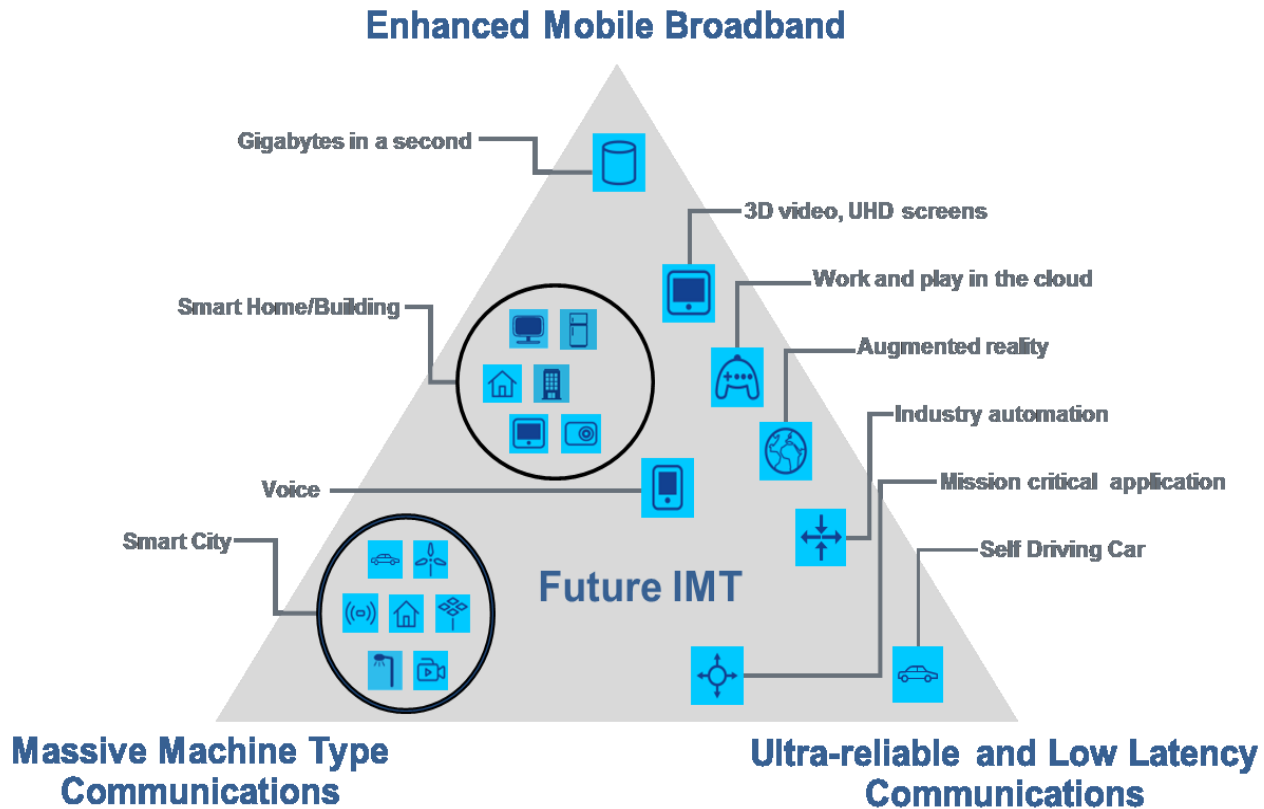 Enhanced Mobile Broadband
Gigabytes in a second
3D video, UHD screens
Work and play in the cloud
Smart Home/Building
Augmented reality
Industry automation
Mission critical application
Voice
Smart City
Self Driving Car
Future IMT
Massive Machine Type
Communications
Ultra-reliable and Low Latency
Communications